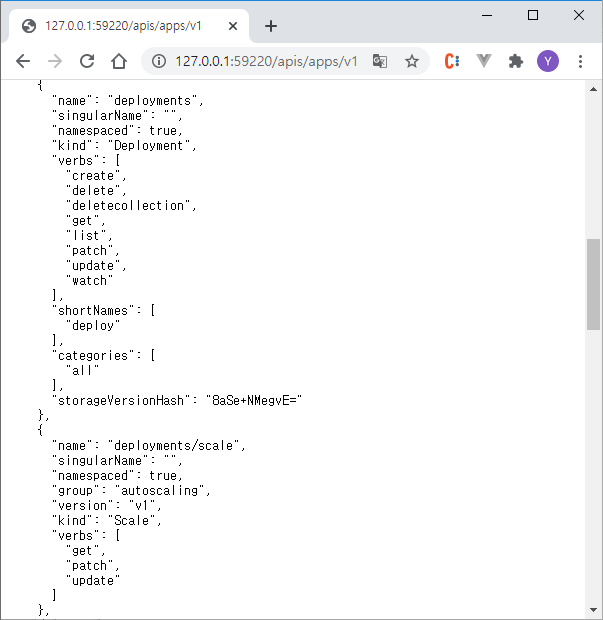 127.0.0.1:59220/apis/apps/v1
127.0.0.1:59220/apis/apps/v1
Y
{
"name": "deployments",
"singularName": "",
"namespaced": true,
"kind": "Deployment",
"verbs": [
"create",
"delete",
"deletecollection",
"get",
"list",
"patch",
"update",
"watch"
],
"shortNames": [
"deploy"
],
"categories": [
"all"
],
"storageVersionHash": "8aSe+NMegvE="
},
{
"name": "deployments/scale",
"singularName": "",
"namespaced": true,
"group": "autoscaling",
"version": "v1",
"kind": "Scale",
"verbs": [
"get",
"patch",
"update"
]
},